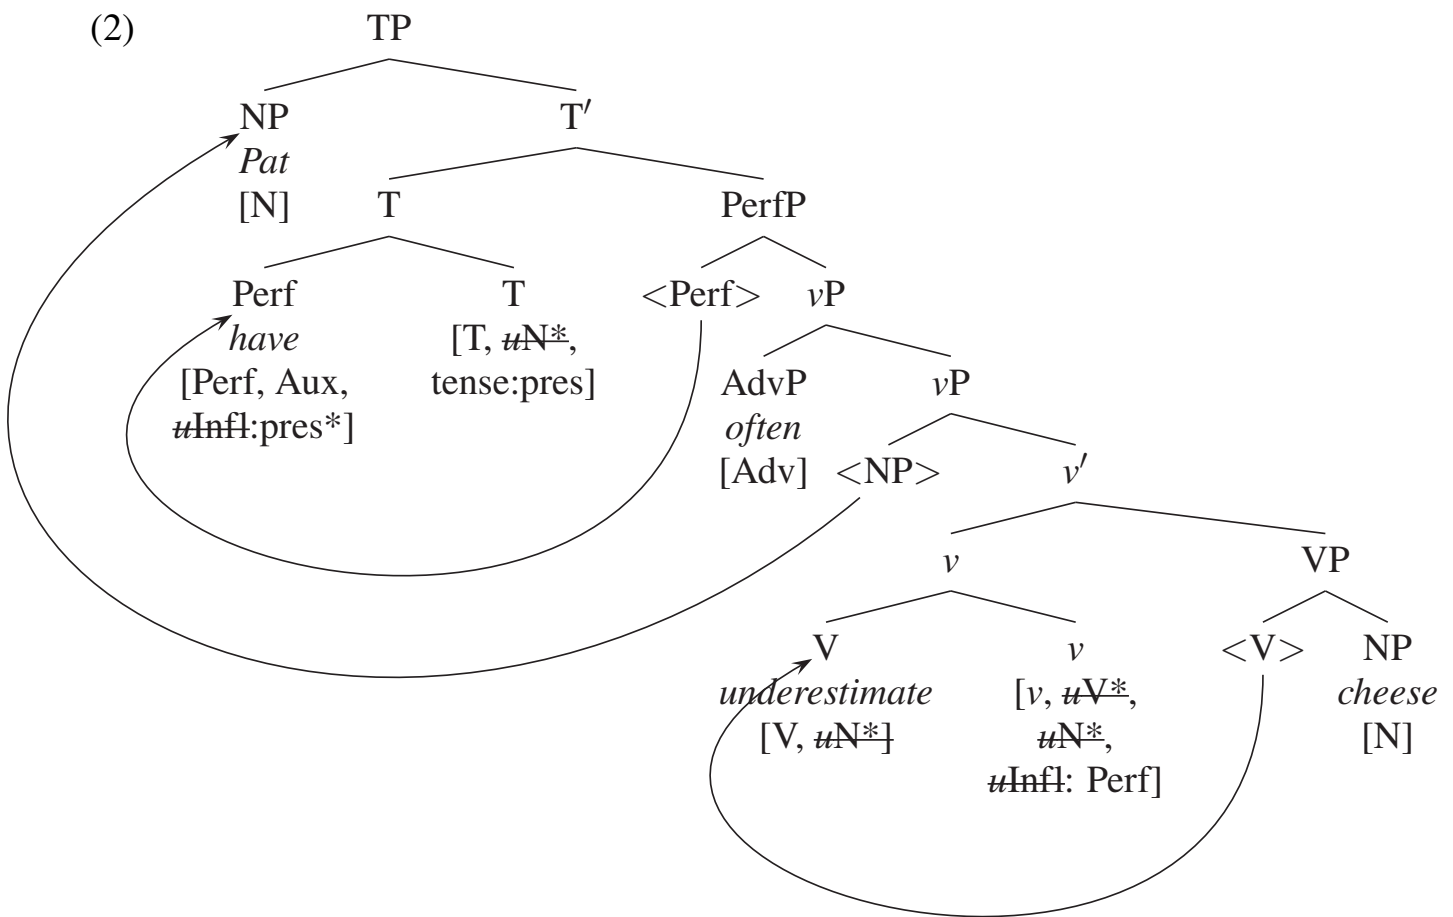 (2) TP
NP T′
Pat
[N] T PerfP
Perf T <Perf> vP
have [T, uN*,
[Perf, Aux, tense:pres] AdvP vP
uInfl:pres*] often
[Adv] <NP> v′
v VP
V v <V> NP
underestimate [v, uV*, cheese
[V, uN*] uN*, [N]
uInfl: Perf]